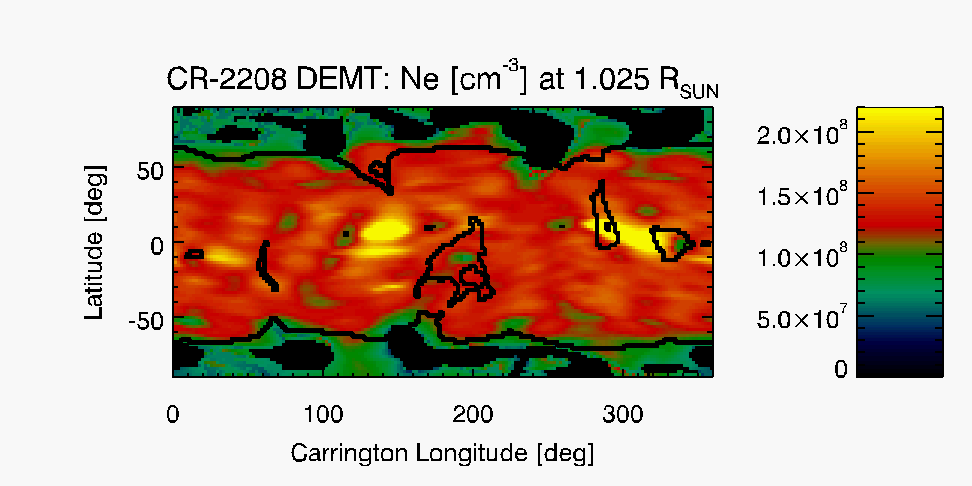 CR-2208 DEMT: Ne [cm⁻³] at 1.025 R_SUN
50
0
-50
Latitude [deg]
0 100 200 300
Carrington Longitude [deg]
2.0×10⁸
1.5×10⁸
1.0×10⁸
5.0×10⁷
0